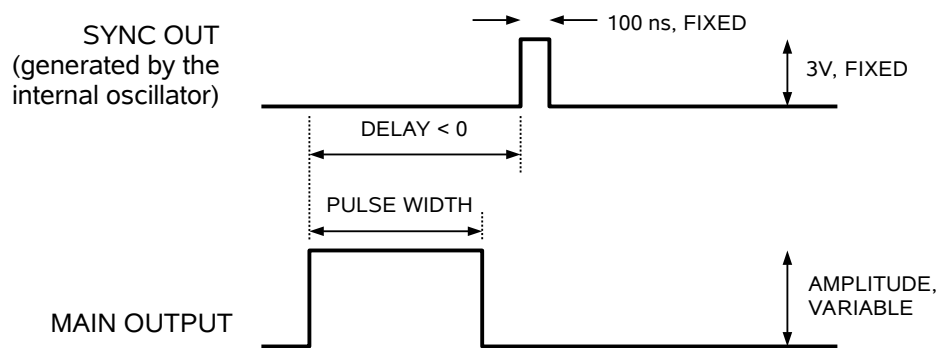 SYNC OUT
(generated by the
internal oscillator)
100 ns, FIXED
3V, FIXED
DELAY < 0
PULSE WIDTH
AMPLITUDE,
VARIABLE
MAIN OUTPUT